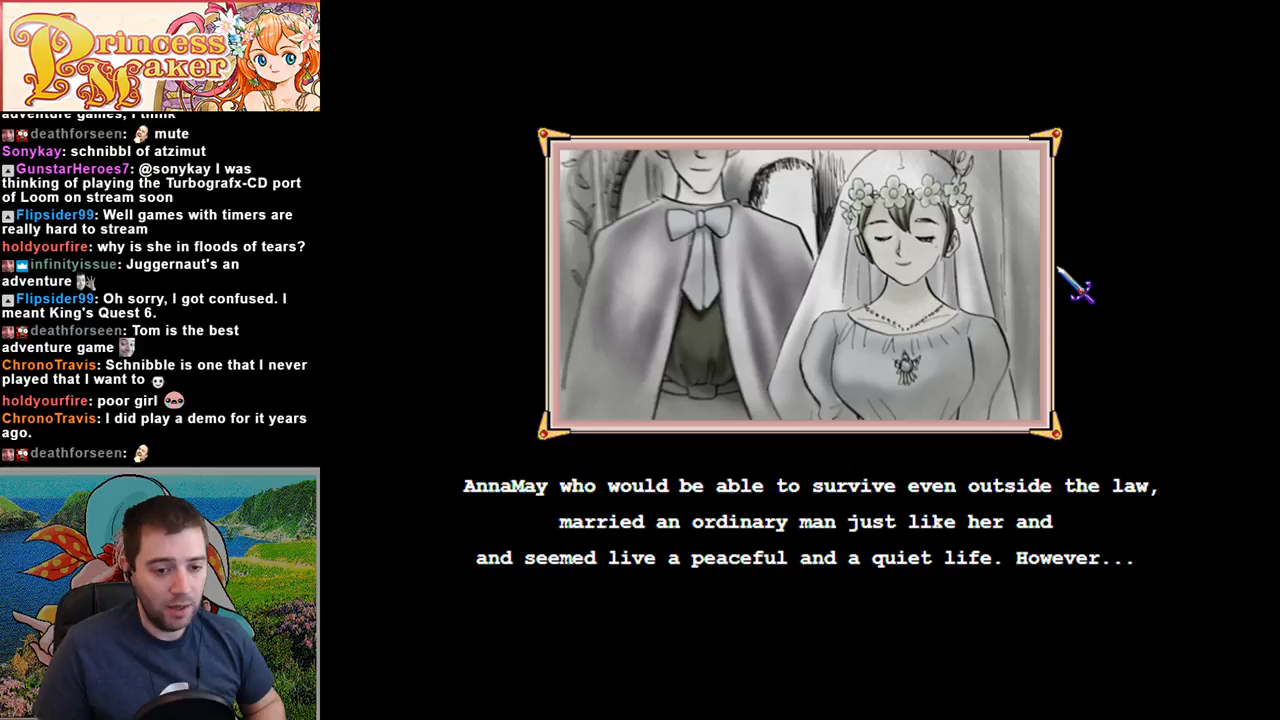 Princess
Maker
adventure games, I think
deathforseen: mute
Sonykay: schnibbl of atzimut
GunstarHeroes7: @sonykay I was
thinking of playing the Turbografx-CD port
of Loom on stream soon
Flipsider99: Well games with timers are
really hard to stream
holdyourfire: why is she in floods of tears?
infinityissue: Juggernaut's an
adventure
Flipsider99: Oh sorry, I got confused. I
meant King's Quest 6.
deathforseen: Tom is the best
adventure game
ChronoTravis: Schnibble is one that I never
played that I want to
holdyourfire: poor girl
ChronoTravis: I did play a demo for it years
ago.
deathforseen:
AnnaMay who would be able to survive even outside the law,
married an ordinary man just like her and
and seemed live a peaceful and a quiet life. However...